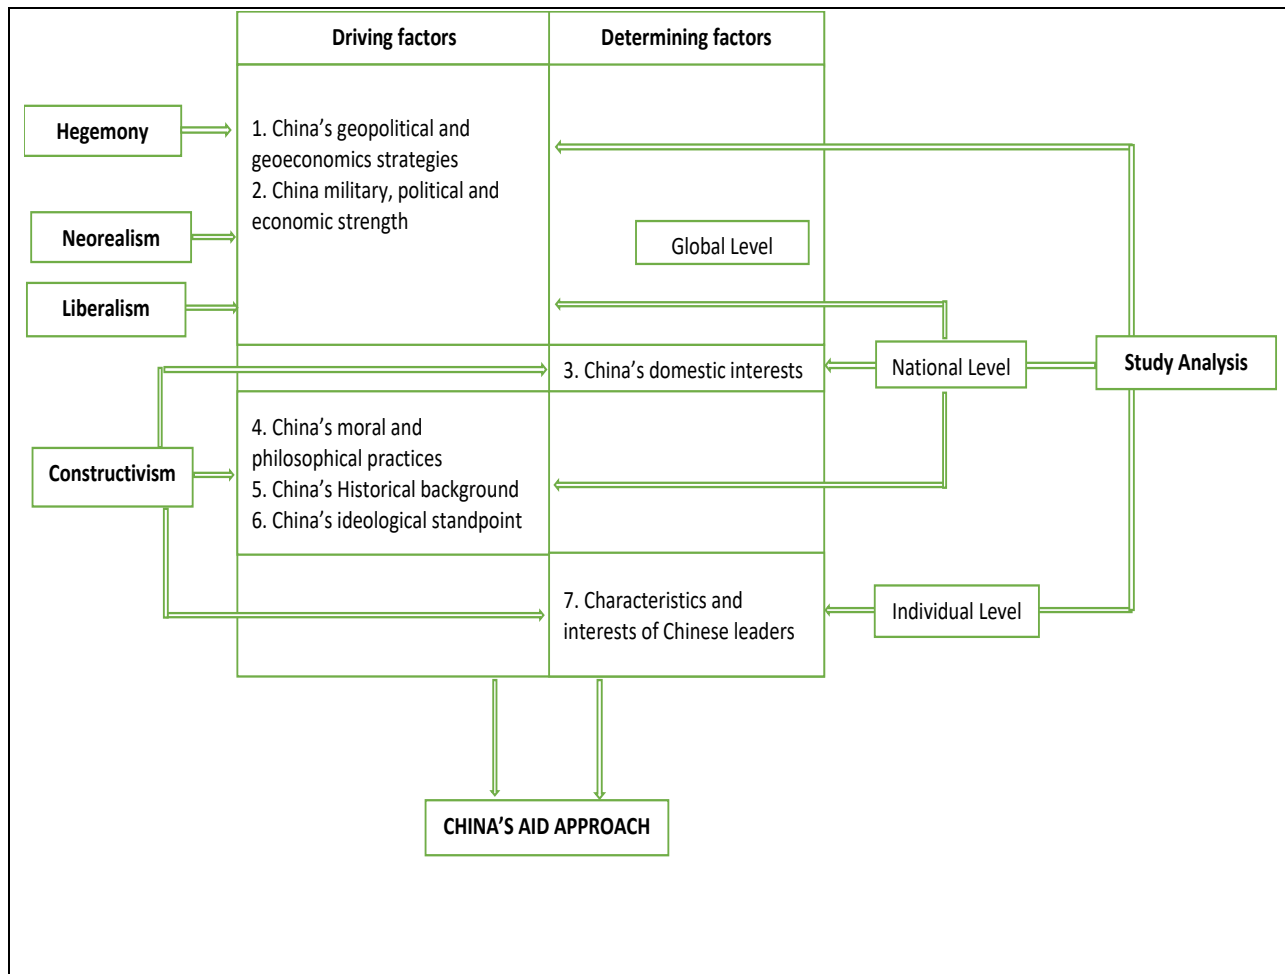 Driving factors
Determining factors
Hegemony
1. China’s geopolitical and
geoeconomics strategies
2. China military, political and
economic strength
Neorealism
Global Level
Liberalism
3. China’s domestic interests
National Level
Study Analysis
4. China’s moral and
philosophical practices
Constructivism
5. China’s Historical background
6. China’s ideological standpoint
7. Characteristics and
interests of Chinese leaders
Individual Level
CHINA’S AID APPROACH